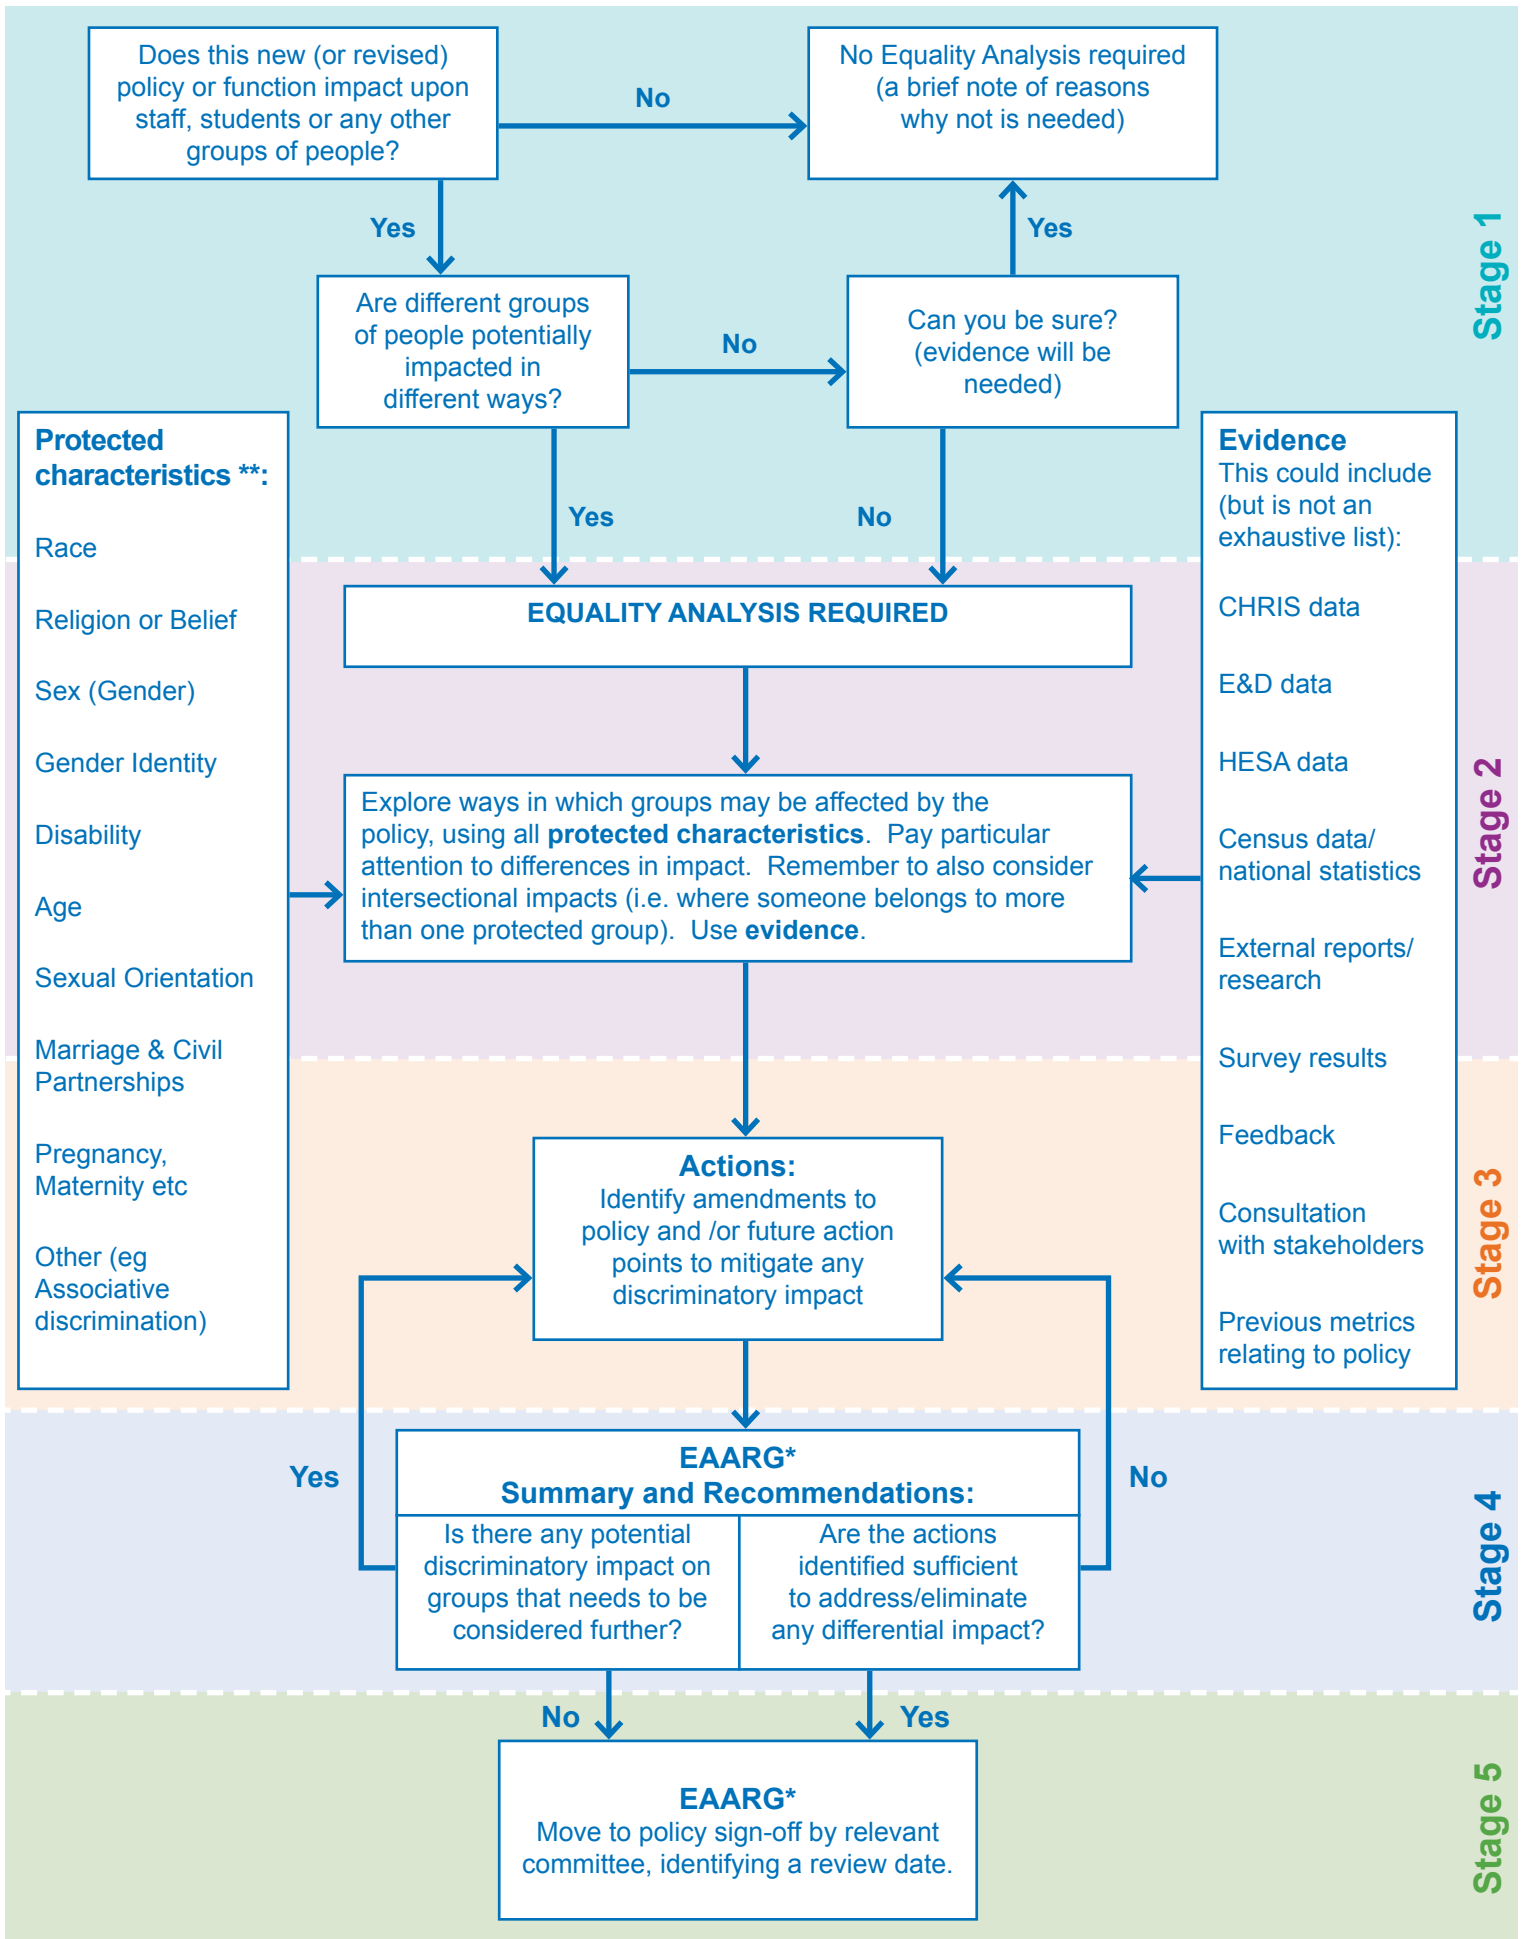 Does this new (or revised)
policy or function impact upon
staff, students or any other
groups of people?
No
No Equality Analysis required
(a brief note of reasons
why not is needed)
Yes
Yes
Stage 1
Are different groups
of people potentially
impacted in
different ways?
No
Can you be sure?
(evidence will be
needed)
Yes
No
Protected
characteristics **:
Race
Religion or Belief
Sex (Gender)
Gender Identity
Disability
Age
Sexual Orientation
Marriage & Civil
Partnerships
Pregnancy,
Maternity etc
Other (eg
Associative
discrimination)
Evidence
This could include
(but is not an
exhaustive list):
CHRIS data
E&D data
HESA data
Census data/
national statistics
External reports/
research
Survey results
Feedback
Consultation
with stakeholders
Previous metrics
relating to policy
EQUALITY ANALYSIS REQUIRED
Stage 2
Explore ways in which groups may be affected by the
policy, using all protected characteristics.  Pay particular
attention to differences in impact.  Remember to also consider
intersectional impacts (i.e. where someone belongs to more
than one protected group).  Use evidence.
Actions:
Identify amendments to
policy and /or future action
points to mitigate any
discriminatory impact
Stage 3
Yes
EAARG*
Summary and Recommendations:
No
Is there any potential
discriminatory impact on
groups that needs to be
considered further?
Are the actions
identified sufficient
to address/eliminate
any differential impact?
Stage 4
No
Yes
EAARG*
Move to policy sign-off by relevant
committee, identifying a review date.
Stage 5